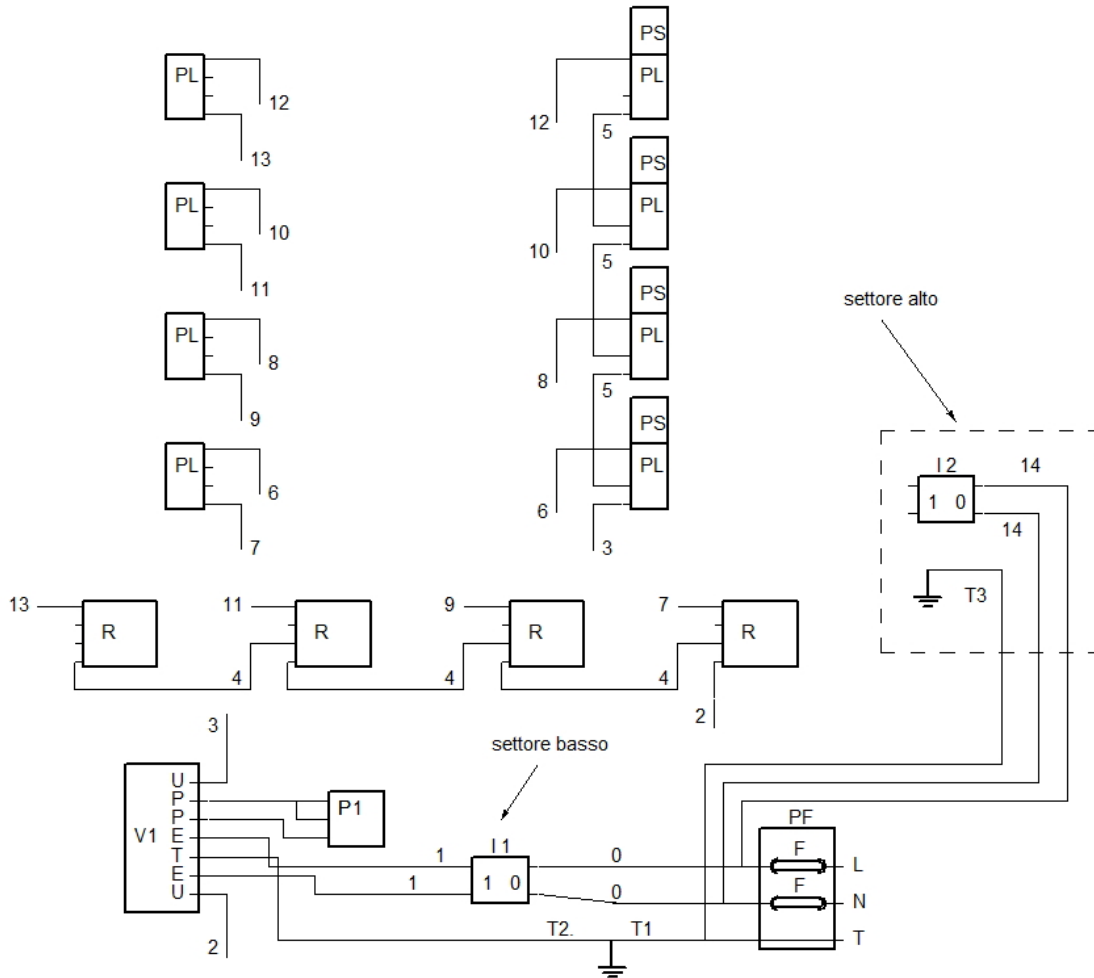 PS
PL
PL
12
12
5
13
PS
PL
PL
10
10
5
11
PS
PL
PL
8
8
5
9
PS
PL
PL
6
6
7
3
settore alto
I 2
14
1 0
14
T3
13
R
11
R
9
R
7
R
4
4
4
2
3
settore basso
V1
U
P
P
E
T
E
U
P1
2
1
1
I 1
1 0
0
0
T2.
T1
PF
F
F
L
N
T